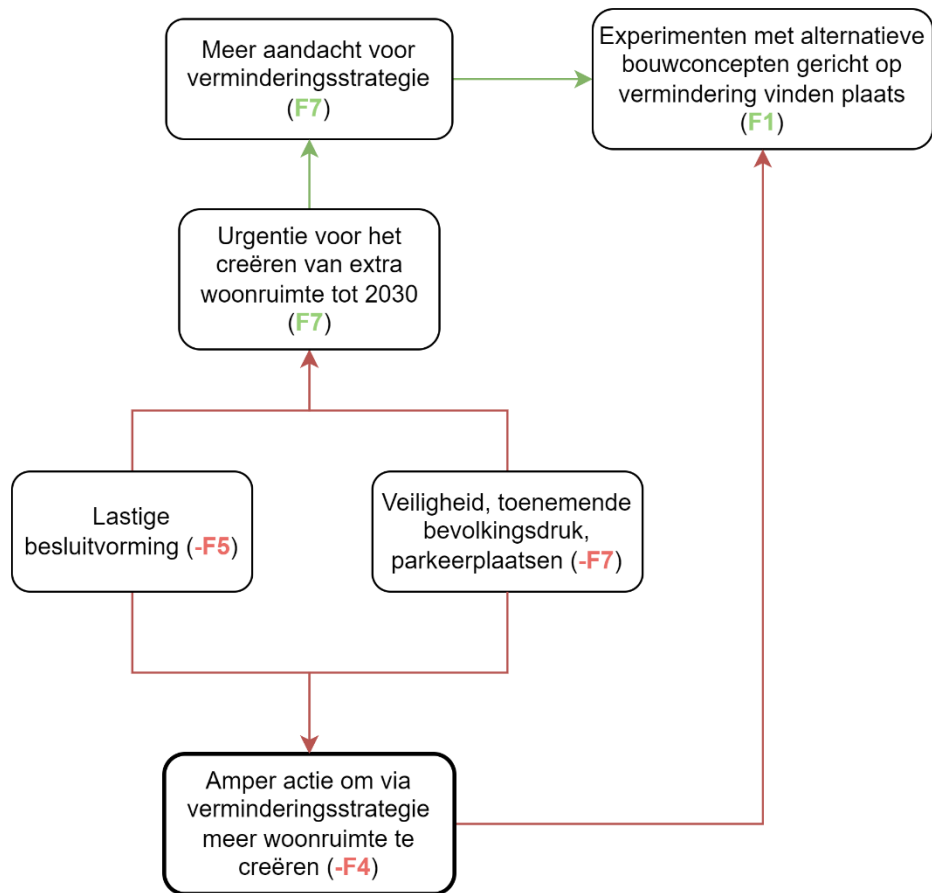 Meer aandacht voor
verminderingsstrategie
(F7)
Experimenten met alternatieve
bouwconcepten gericht op
vermindering vinden plaats
(F1)
Urgentie voor het
creëren van extra
woonruimte tot 2030
(F7)
Lastige
besluitvorming (-F5)
Veiligheid, toenemende
bevolkingsdruk,
parkeerplaatsen (-F7)
Amper actie om via
verminderingsstrategie
meer woonruimte te
creëren (-F4)